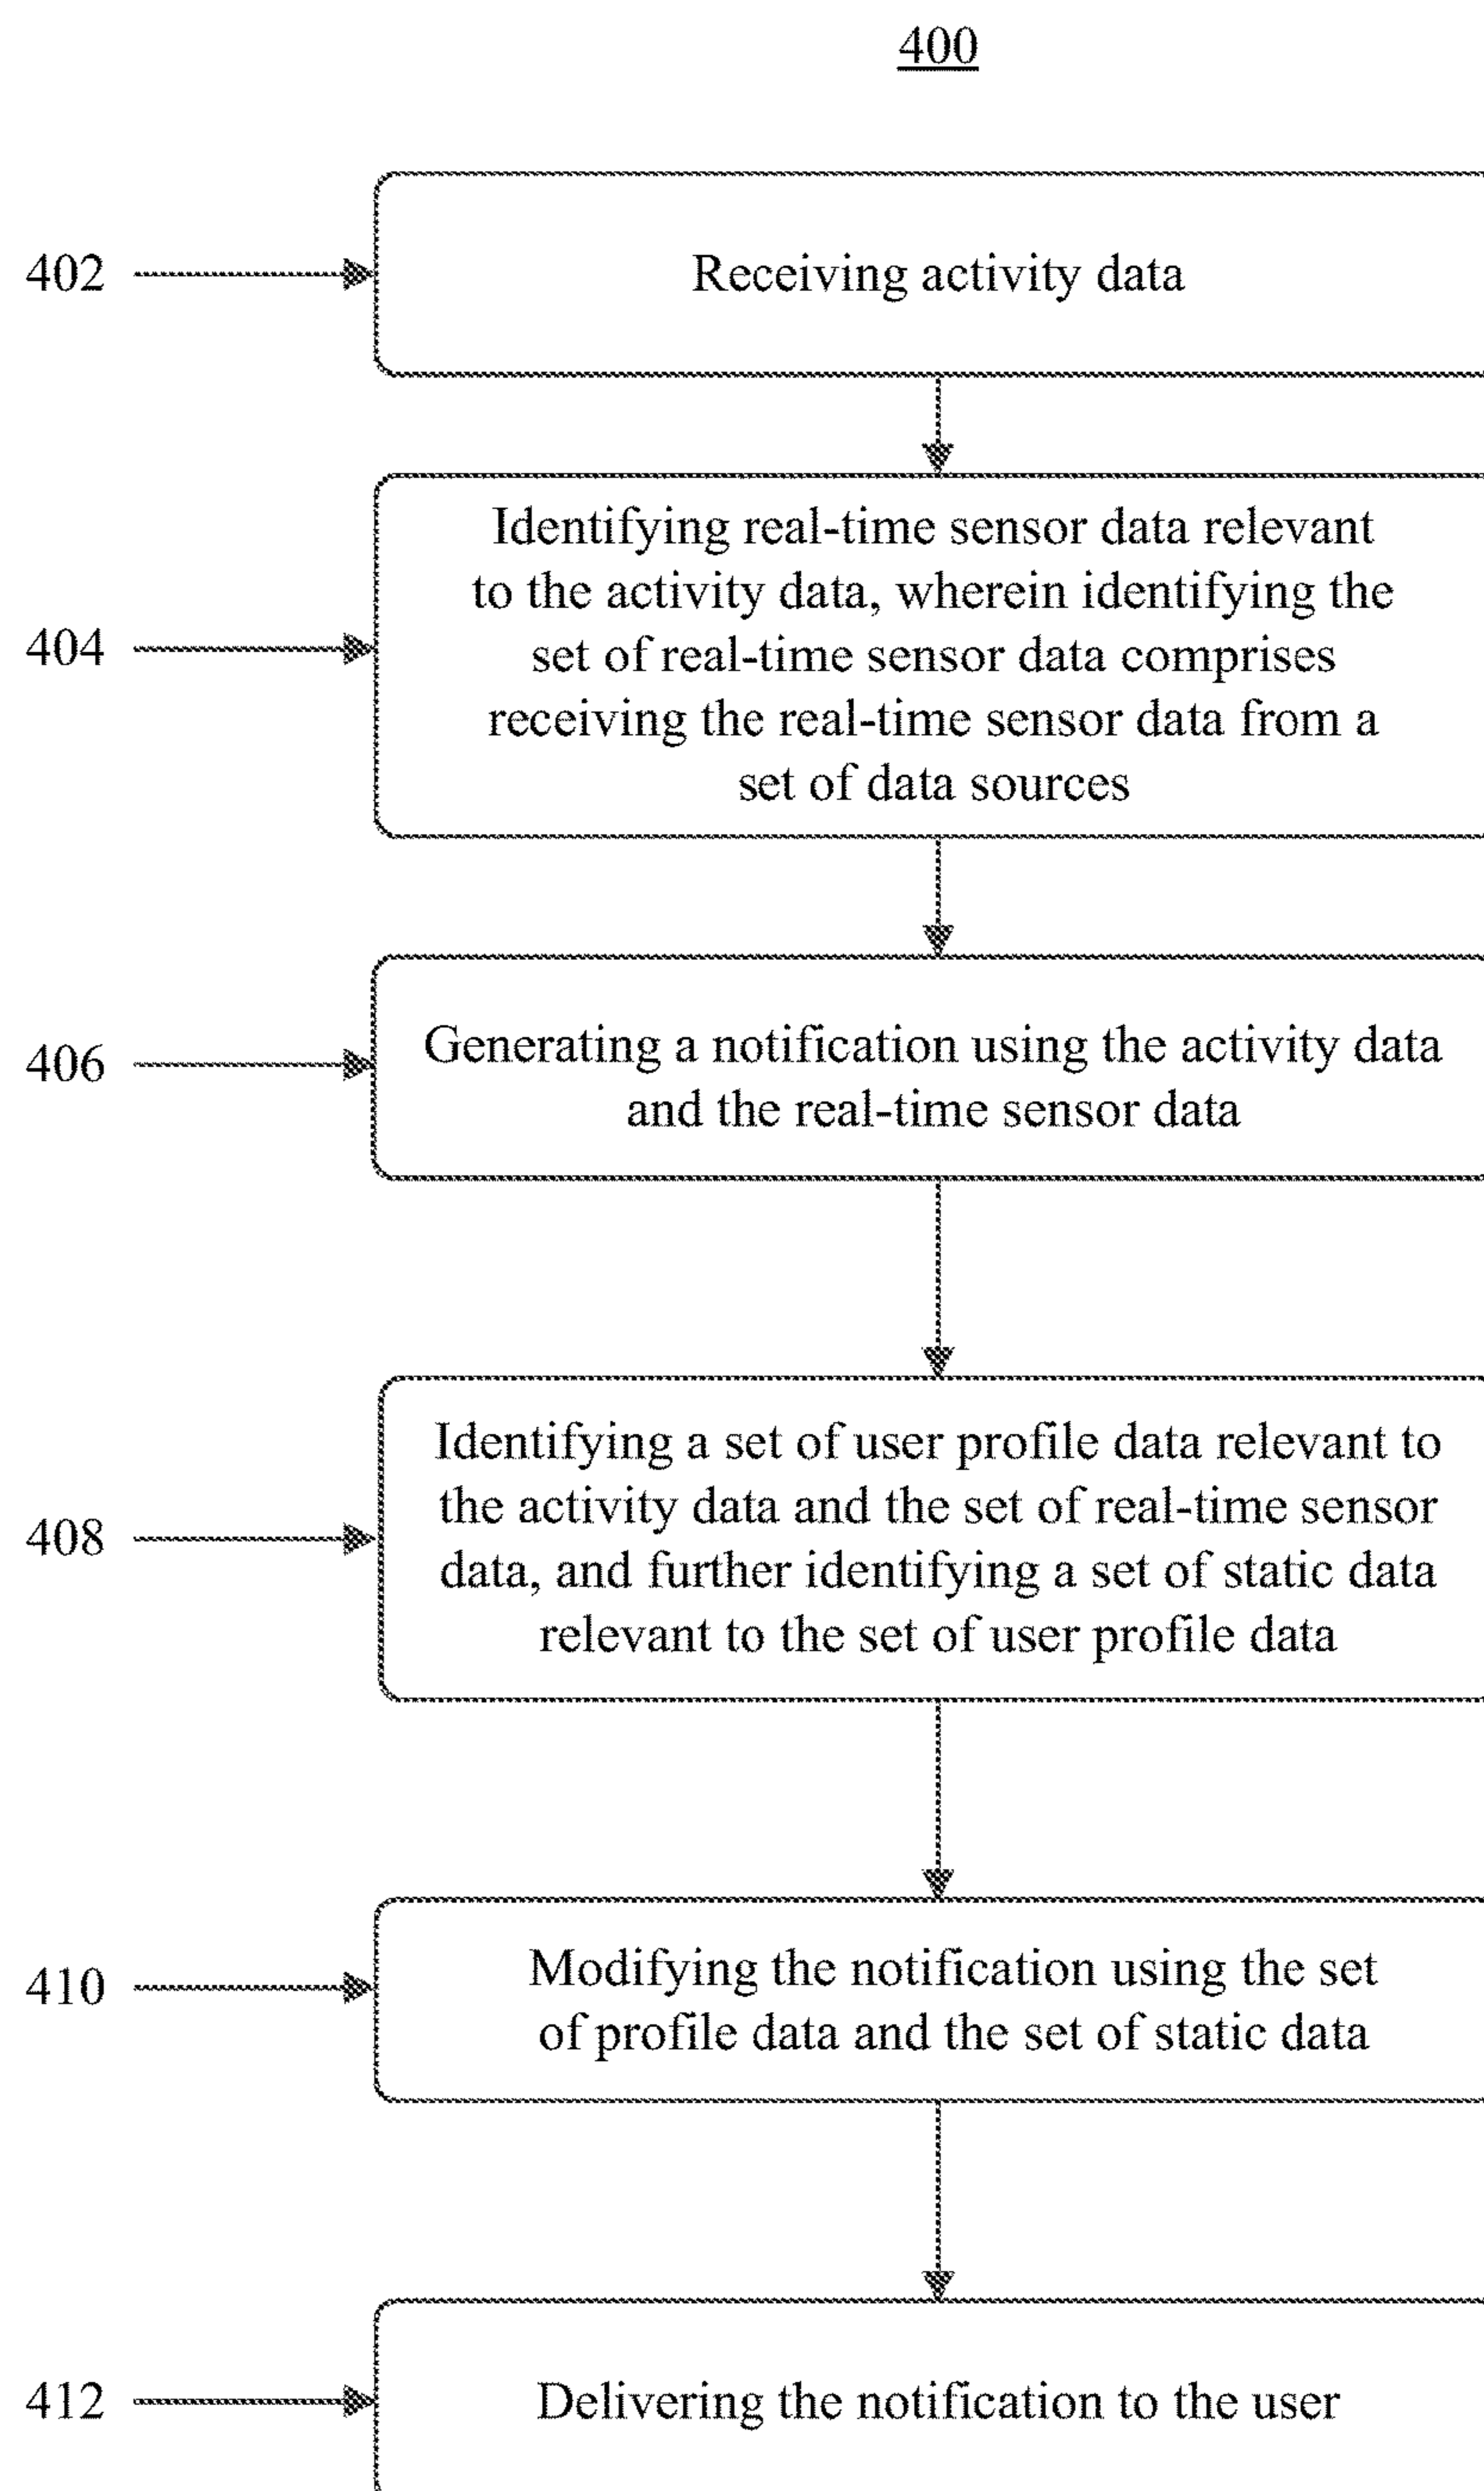 400
402
Receiving activity data
404
Identifying real-time sensor data relevant
to the activity data, wherein identifying the
set of real-time sensor data comprises
receiving the real-time sensor data from a
set of data sources
406
Generating a notification using the activity data
and the real-time sensor data
408
Identifying a set of user profile data relevant to
the activity data and the set of real-time sensor
data, and further identifying a set of static data
relevant to the set of user profile data
410
Modifying the notification using the set
of profile data and the set of static data
412
Delivering the notification to the user